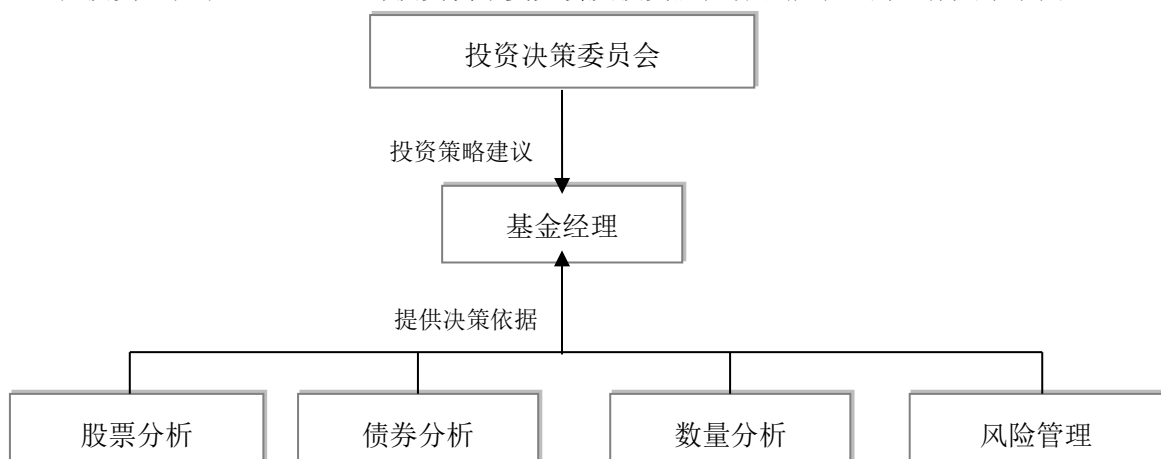 投资决策委员会
投资策略建议
基金经理
提供决策依据
股票分析 债券分析 数量分析 风险管理